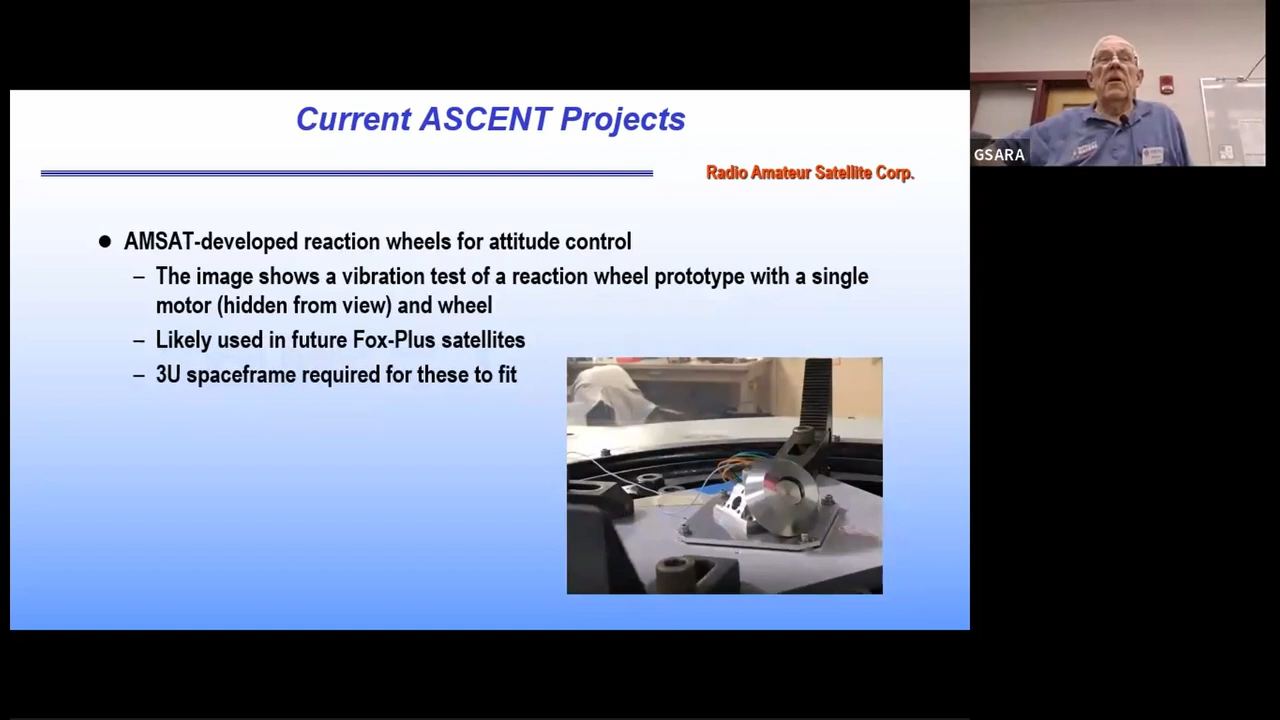 Current ASCENT Projects
Radio Amateur Satellite Corp.
● AMSAT-developed reaction wheels for attitude control
– The image shows a vibration test of a reaction wheel prototype with a single
motor (hidden from view) and wheel
– Likely used in future Fox-Plus satellites
– 3U spaceframe required for these to fit
GSARA